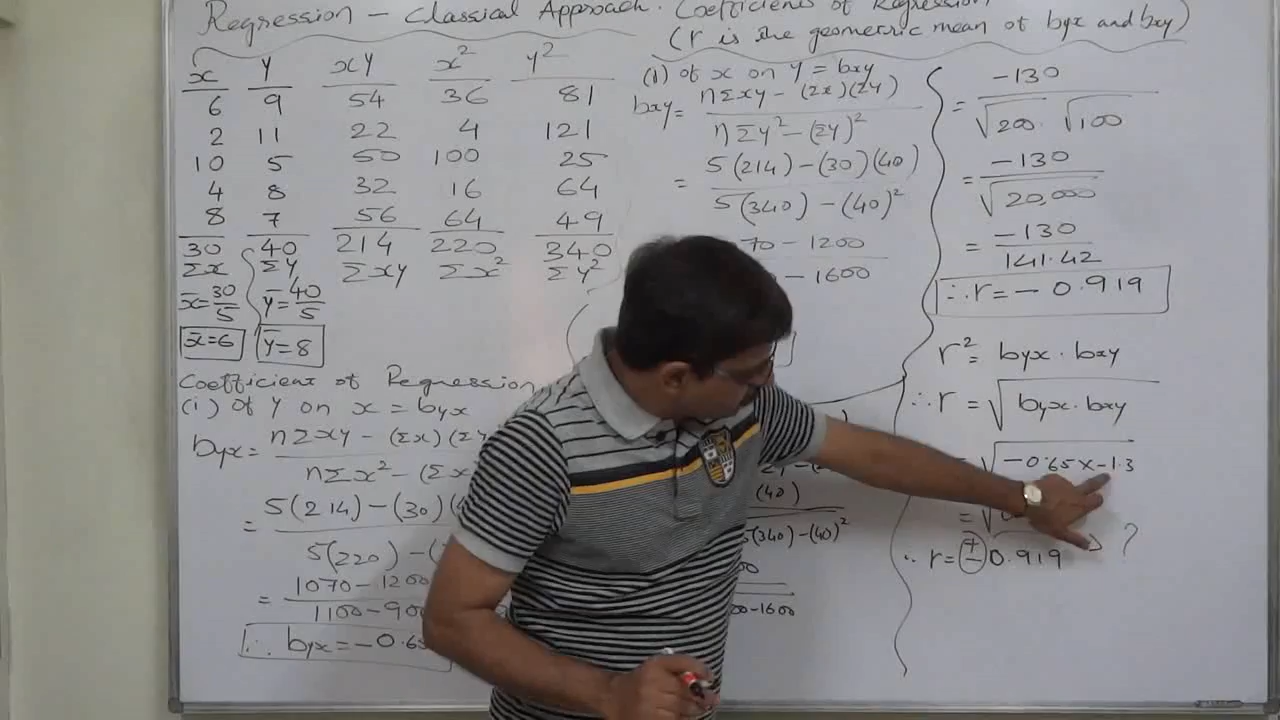 Regression – Classical Approach. Coefficients of Regression
(r is the geometric mean of byx and bxy)
x y xy x² y²
6 9 54 36 81
2 11 22 4 121
10 5 50 100 25
4 8 32 16 64
8 7 56 64 49
30 40 214 220 340
Σx Σy Σxy Σx² Σy²
x̄=30/5 ȳ=40/5
x̄=6 ȳ=8
Coefficient of Regression
(i) of y on x = byx
byx = nΣxy – (Σx)(Σy
nΣx² – (Σx
= 5(214) – (30)(
5(220) – (
= 1070 – 1200
1100 – 900
∴ byx = –0.65
(i) of x on y = bxy
bxy = nΣxy – (Σx)(Σy)
nΣy² – (Σy)²
= 5(214) – (30)(40)
5(340) – (40)²
70 – 1200
– 1600
(40)
5(340) – (40)²
00
00–1600
= –130
√200 · √100
= –130
√20,000
= –130
141.42
∴ r = – 0.919
r² = byx · bxy
∴ r = √byx · bxy
= √–0.65 x –1.3
= √
∴ r = ± 0.919 ?